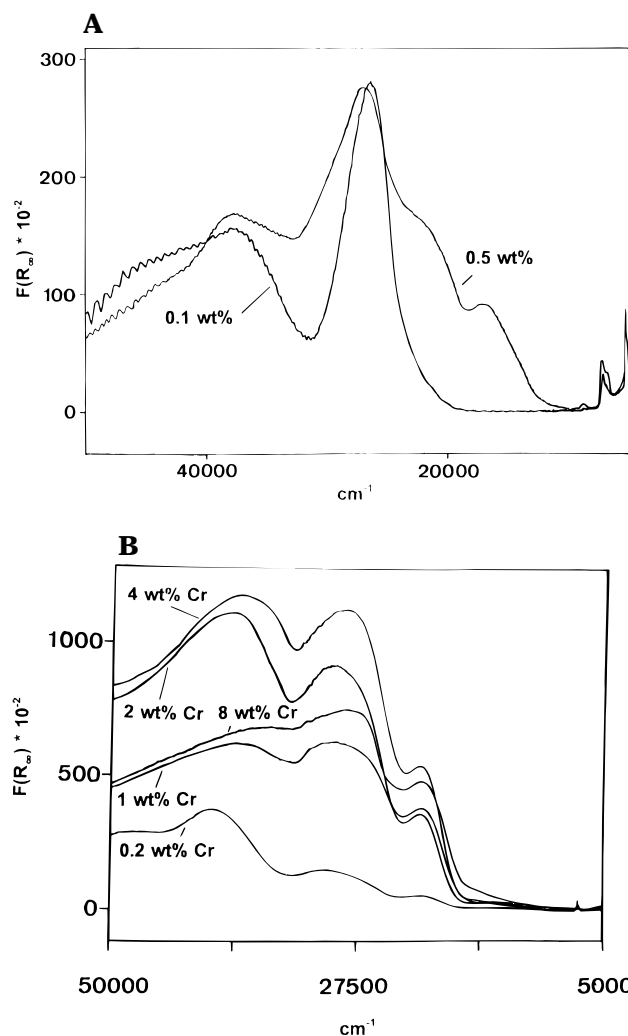 A
300
200
100
0
F(R∞) * 10⁻²
0.5 wt%
0.1 wt%
40000
20000
cm⁻¹
B
4 wt% Cr
1000
2 wt% Cr
8 wt% Cr
F(R∞) * 10⁻²
500
1 wt% Cr
0.2 wt% Cr
0
50000
27500
5000
cm⁻¹